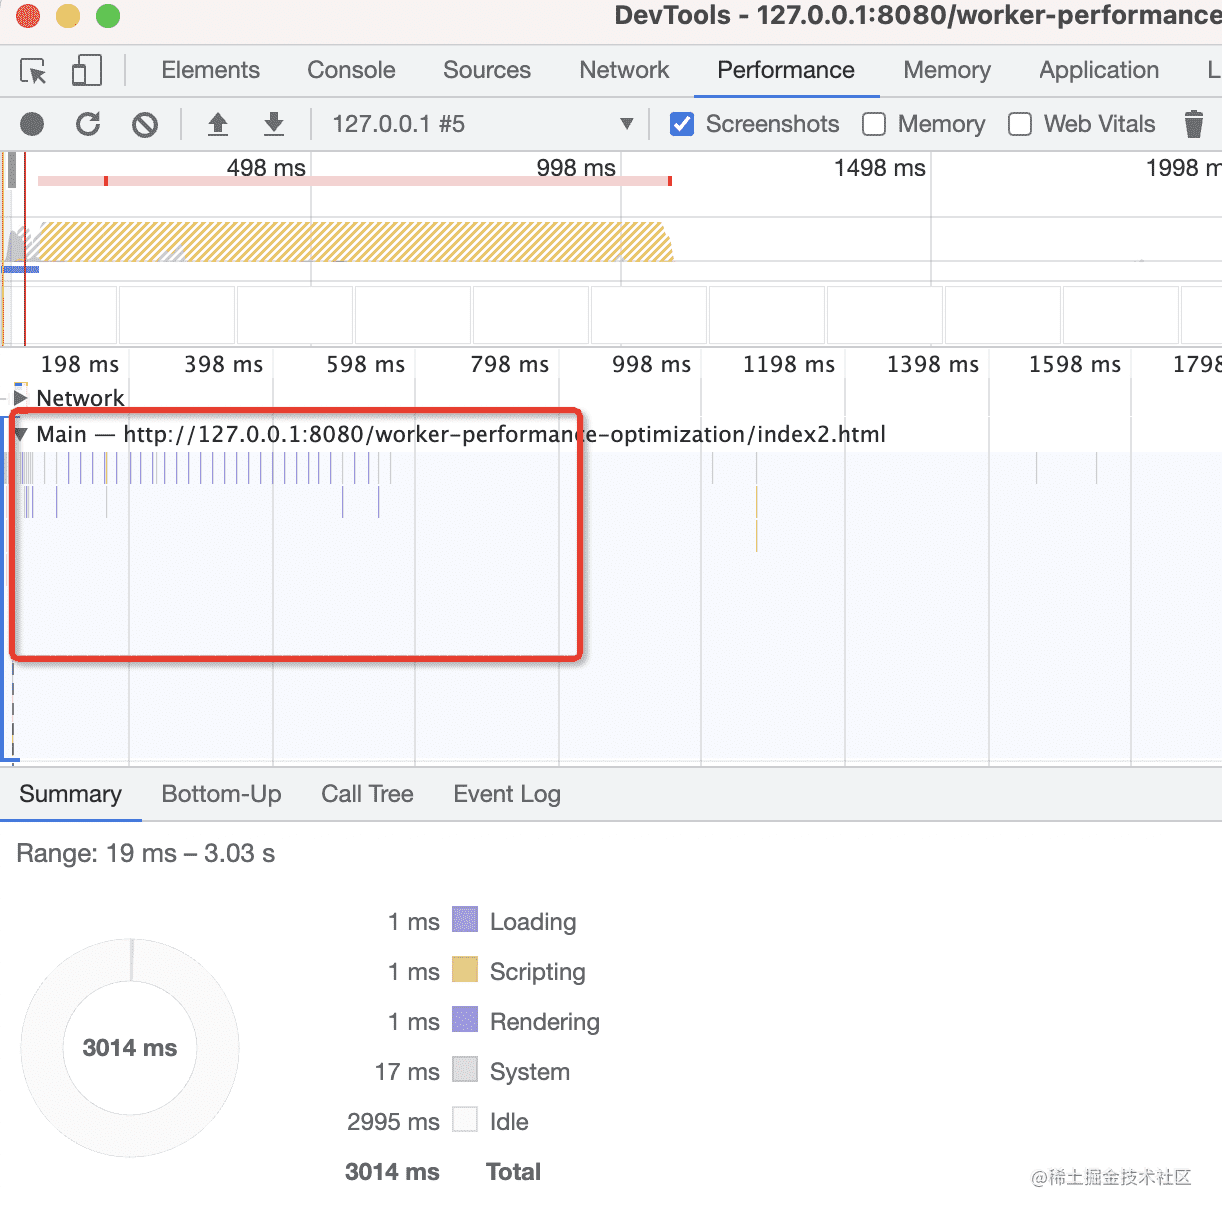 DevTools - 127.0.0.1:8080/worker-performance
Elements Console Sources Network Performance Memory Application L
127.0.0.1 #5 Screenshots Memory Web Vitals
498 ms 998 ms 1498 ms 1998 m
198 ms 398 ms 598 ms 798 ms 998 ms 1198 ms 1398 ms 1598 ms 1798
Network
Main — http://127.0.0.1:8080/worker-performance-optimization/index2.html
Summary Bottom-Up Call Tree Event Log
Range: 19 ms – 3.03 s
1 ms Loading
1 ms Scripting
1 ms Rendering
3014 ms
17 ms System
2995 ms Idle
3014 ms Total
@稀土掘金技术社区